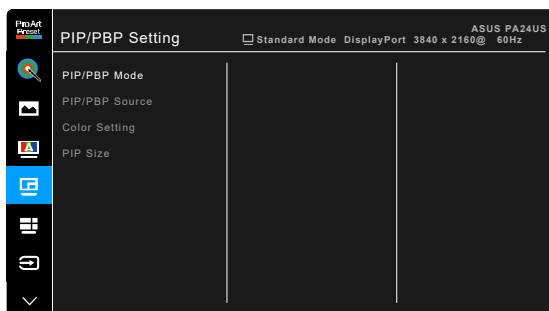 ProArt
Preset
PIP/PBP Setting
ASUS PA24US
Standard Mode DisplayPort 3840 x 2160@ 60Hz
PIP/PBP Mode
PIP/PBP Source
Color Setting
PIP Size
A